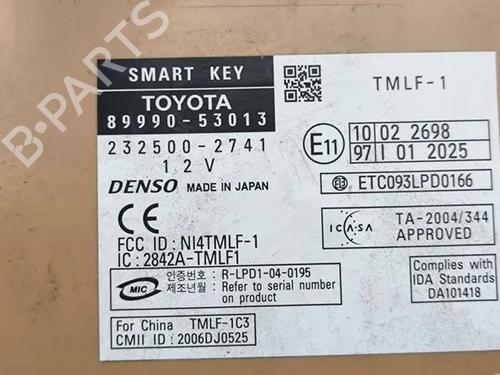 B-PARTS
SMART KEY
TOYOTA
89990-53013
232500-2741
12V
DENSO MADE IN JAPAN
CE
FCC ID : NI4TMLF-1
IC : 2842A-TMLF1
MIC
인증번호 : R-LPD1-04-0195
제조년월 : Refer to serial number
on product
For China TMLF-1C3
CMII ID : 2006DJ0525
TMLF-1
E11
10 02 2698
97 I 01 2025
ETC093LPD0166
ICASA
TA-2004/344
APPROVED
Complies with
IDA Standards
DA101418